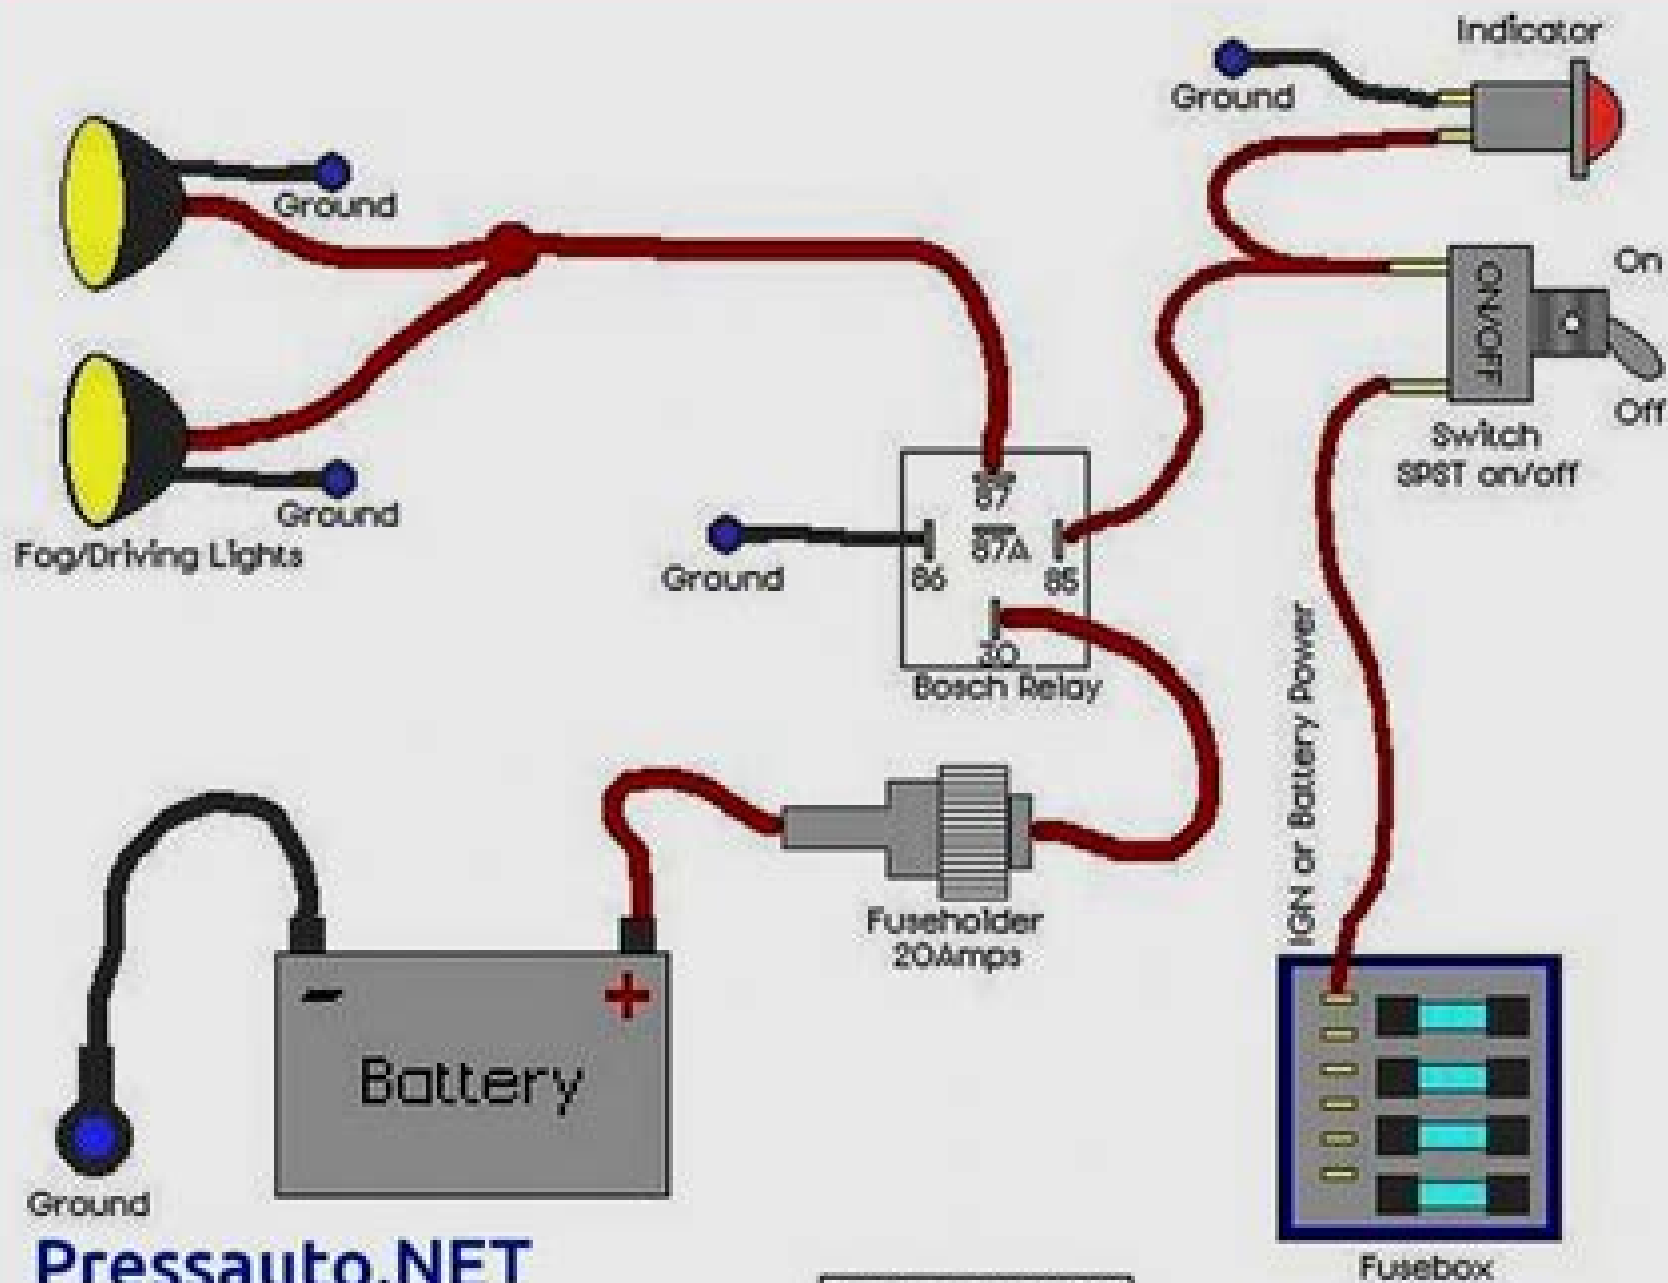 Indicator
Ground
Ground
On
ON/OFF
Off
Switch
SPST on/off
Ground
Fog/Driving Lights
87
87A
86
85
Ground
30
Bosch Relay
IGN or Battery Power
Fuseholder
20Amps
-
+
Battery
Ground
Pressauto.NET
Fusebox